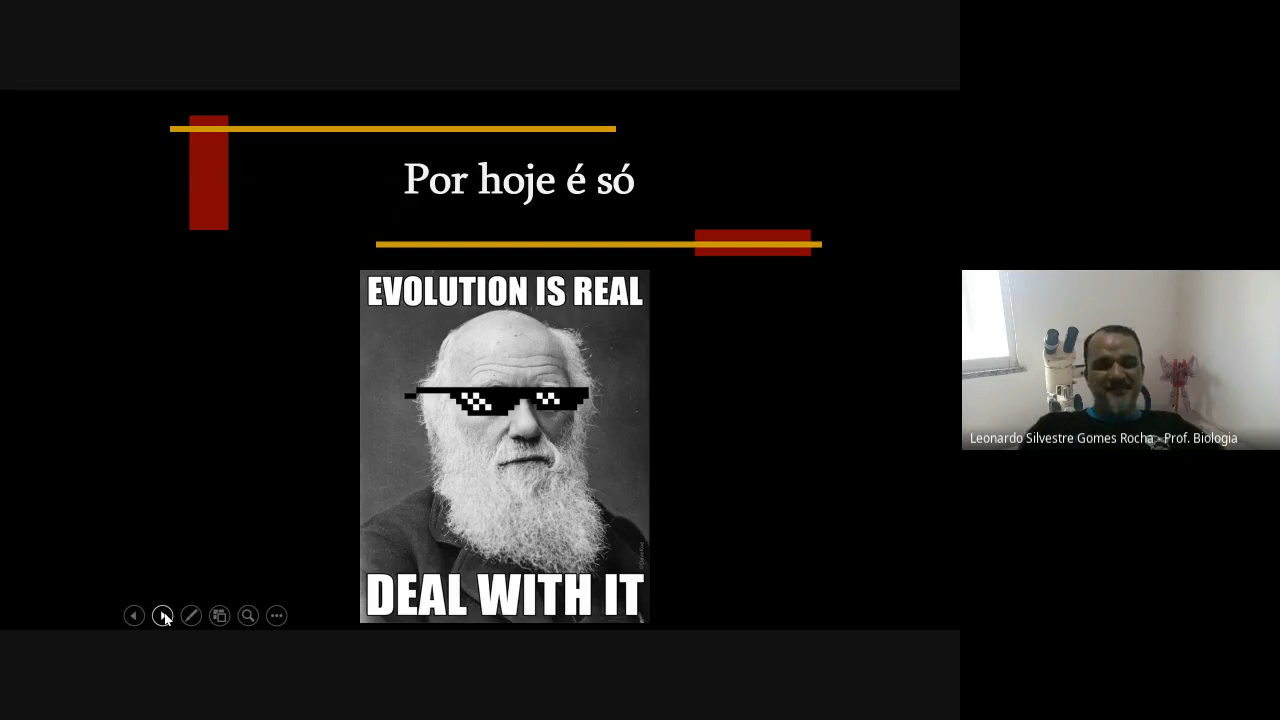 Por hoje é só
EVOLUTION IS REAL
DEAL WITH IT
Leonardo Silvestre Gomes Rocha - Prof. Biologia